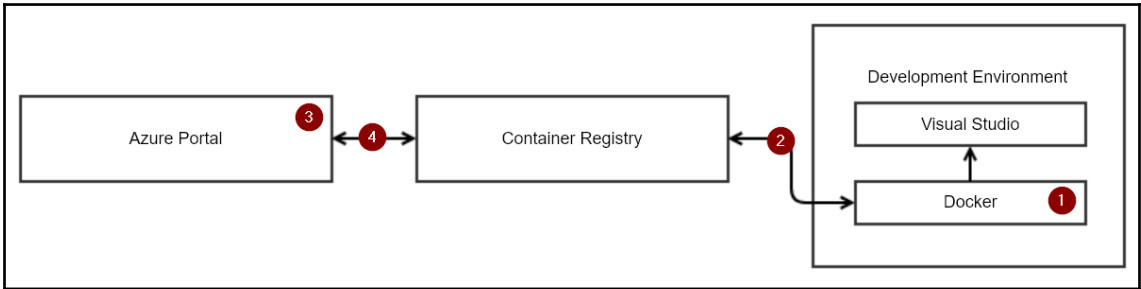 Development Environment
Visual Studio
Azure Portal
3
4
Container Registry
2
Docker
1